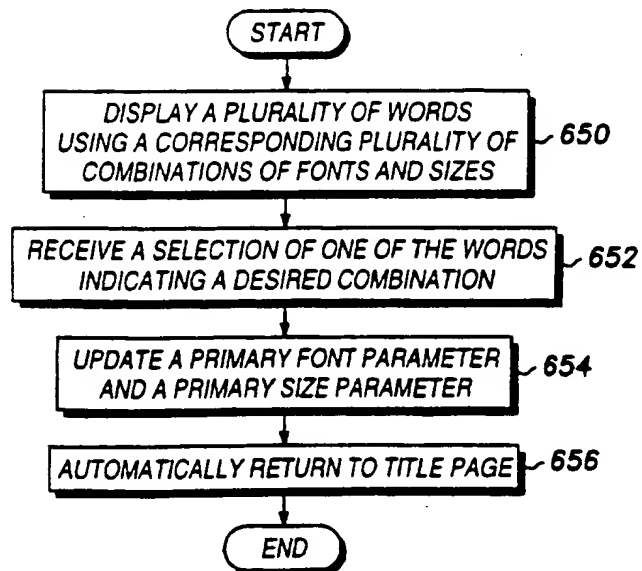 START
DISPLAY A PLURALITY OF WORDS
USING A CORRESPONDING PLURALITY OF
COMBINATIONS OF FONTS AND SIZES
650
RECEIVE A SELECTION OF ONE OF THE WORDS
INDICATING A DESIRED COMBINATION
652
UPDATE A PRIMARY FONT PARAMETER
AND A PRIMARY SIZE PARAMETER
654
AUTOMATICALLY RETURN TO TITLE PAGE
656
END